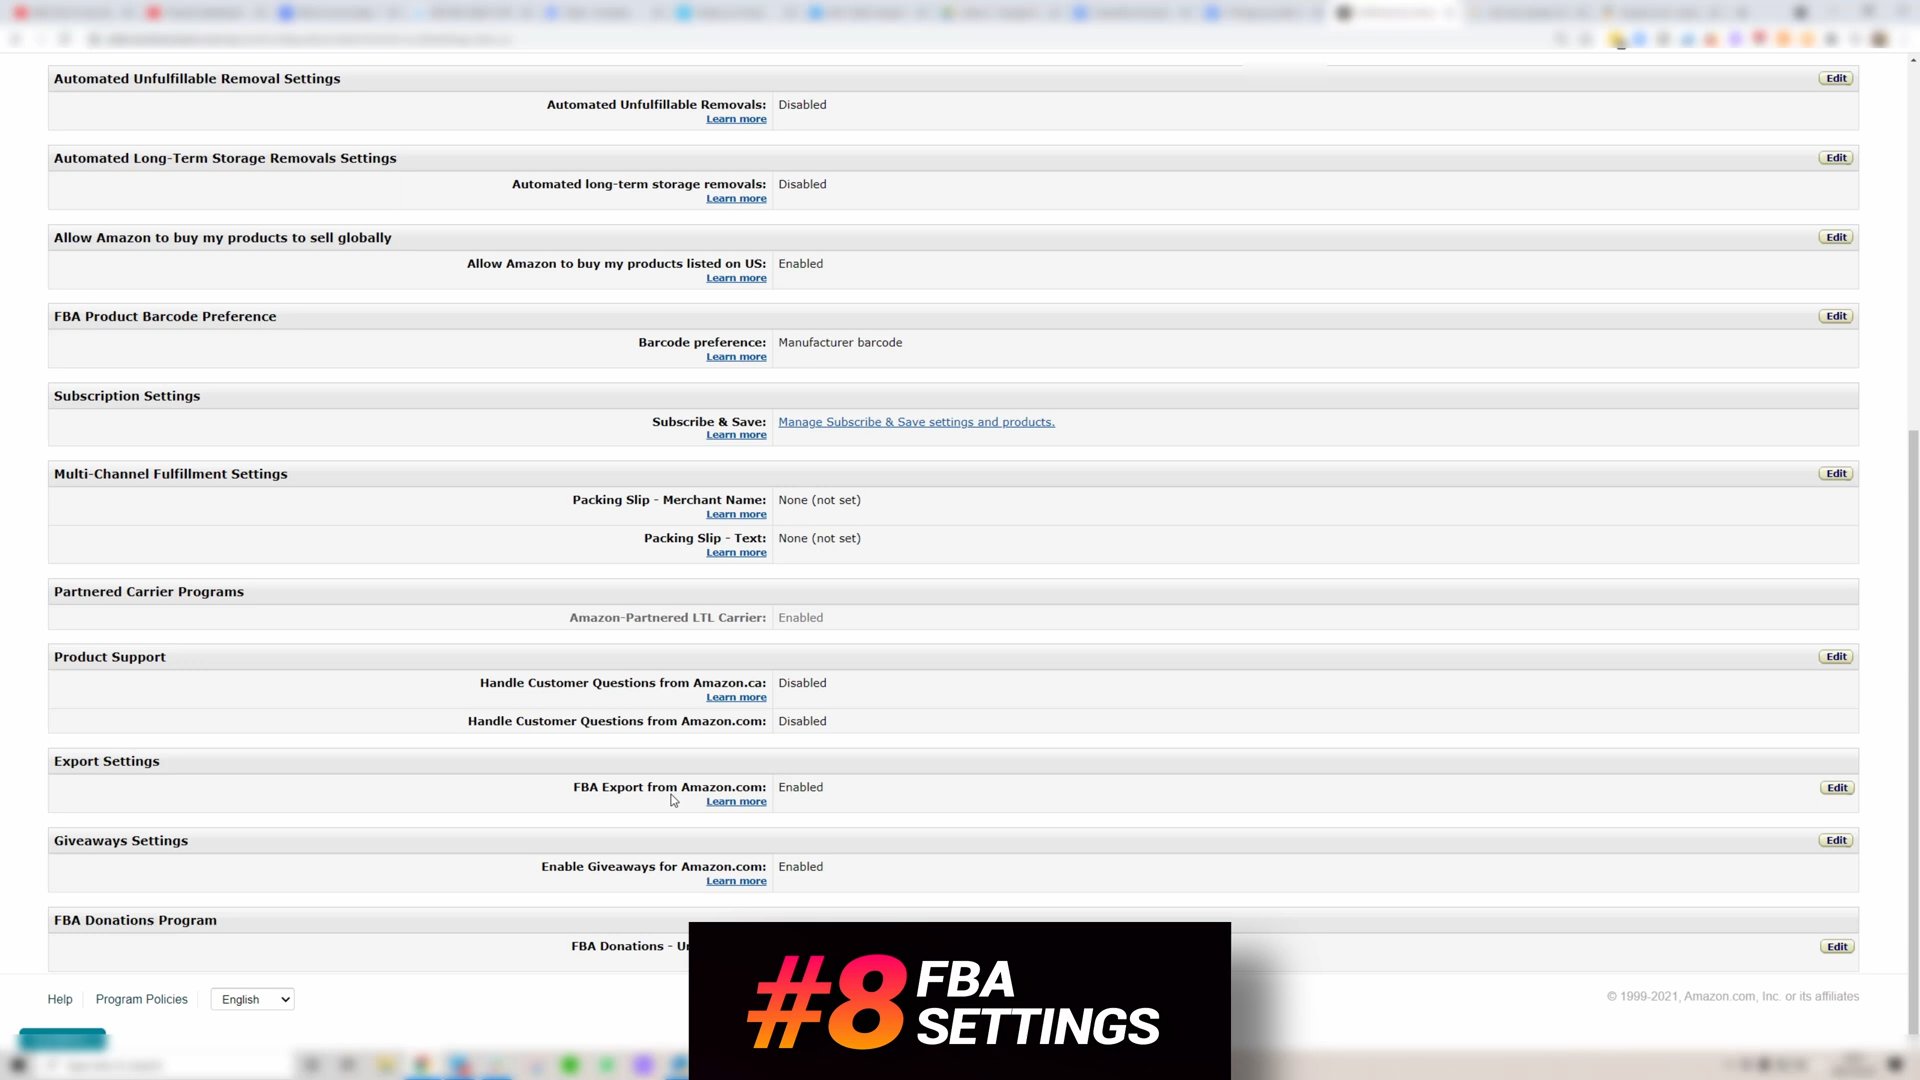 Automated Unfulfillable Removal Settings
Edit
Automated Unfulfillable Removals: Disabled
Learn more
Automated Long-Term Storage Removals Settings
Edit
Automated long-term storage removals: Disabled
Learn more
Allow Amazon to buy my products to sell globally
Edit
Allow Amazon to buy my products listed on US: Enabled
Learn more
FBA Product Barcode Preference
Edit
Barcode preference: Manufacturer barcode
Learn more
Subscription Settings
Subscribe & Save: Manage Subscribe & Save settings and products.
Learn more
Multi-Channel Fulfillment Settings
Edit
Packing Slip - Merchant Name: None (not set)
Learn more
Packing Slip - Text: None (not set)
Learn more
Partnered Carrier Programs
Amazon-Partnered LTL Carrier: Enabled
Product Support
Edit
Handle Customer Questions from Amazon.ca: Disabled
Learn more
Handle Customer Questions from Amazon.com: Disabled
Export Settings
FBA Export from Amazon.com: Enabled
Edit
Learn more
Giveaways Settings
Edit
Enable Giveaways for Amazon.com: Enabled
Learn more
FBA Donations Program
FBA Donations -
Edit
Help
Program Policies
English
© 1999-2021, Amazon.com, Inc. or its affiliates
#8 FBA
SETTINGS